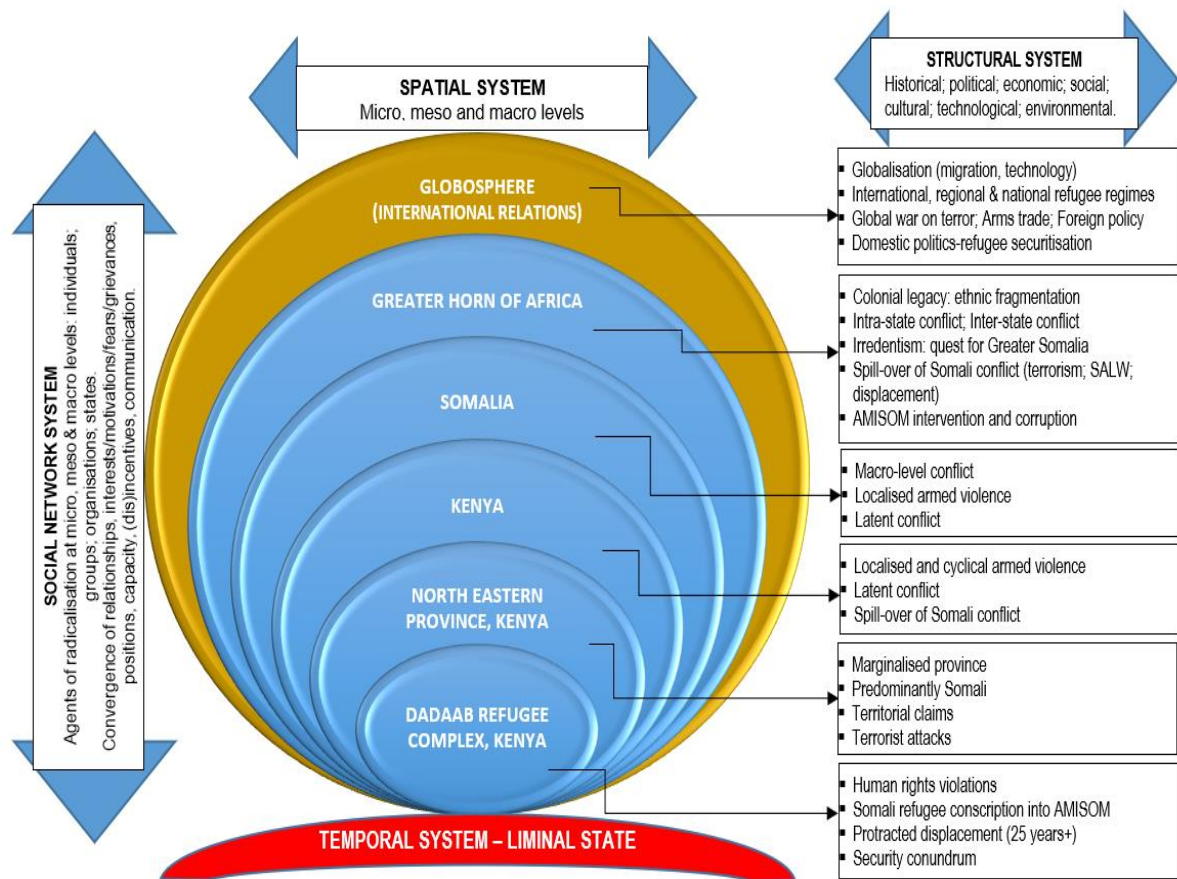 SPATIAL SYSTEM
Micro, meso and macro levels
STRUCTURAL SYSTEM
Historical; political; economic; social;
cultural; technological; environmental.
SOCIAL NETWORK SYSTEM
Agents of radicalisation at micro, meso & macro levels: individuals;
groups; organisations; states.
Convergence of relationships, interests/motivations/fears/grievances,
positions, capacity, (dis)incentives, communication.
GLOBOSPHERE
(INTERNATIONAL RELATIONS)
▪ Globalisation (migration, technology)
▪ International, regional & national refugee regimes
▪ Global war on terror; Arms trade; Foreign policy
▪ Domestic politics-refugee securitisation
GREATER HORN OF AFRICA
▪ Colonial legacy: ethnic fragmentation
▪ Intra-state conflict; Inter-state conflict
▪ Irredentism: quest for Greater Somalia
▪ Spill-over of Somali conflict (terrorism; SALW;
displacement)
▪ AMISOM intervention and corruption
SOMALIA
▪ Macro-level conflict
▪ Localised armed violence
▪ Latent conflict
KENYA
▪ Localised and cyclical armed violence
▪ Latent conflict
▪ Spill-over of Somali conflict
NORTH EASTERN
PROVINCE, KENYA
▪ Marginalised province
▪ Predominantly Somali
▪ Territorial claims
▪ Terrorist attacks
DADAAB REFUGEE
COMPLEX, KENYA
▪ Human rights violations
▪ Somali refugee conscription into AMISOM
▪ Protracted displacement (25 years+)
▪ Security conundrum
TEMPORAL SYSTEM – LIMINAL STATE